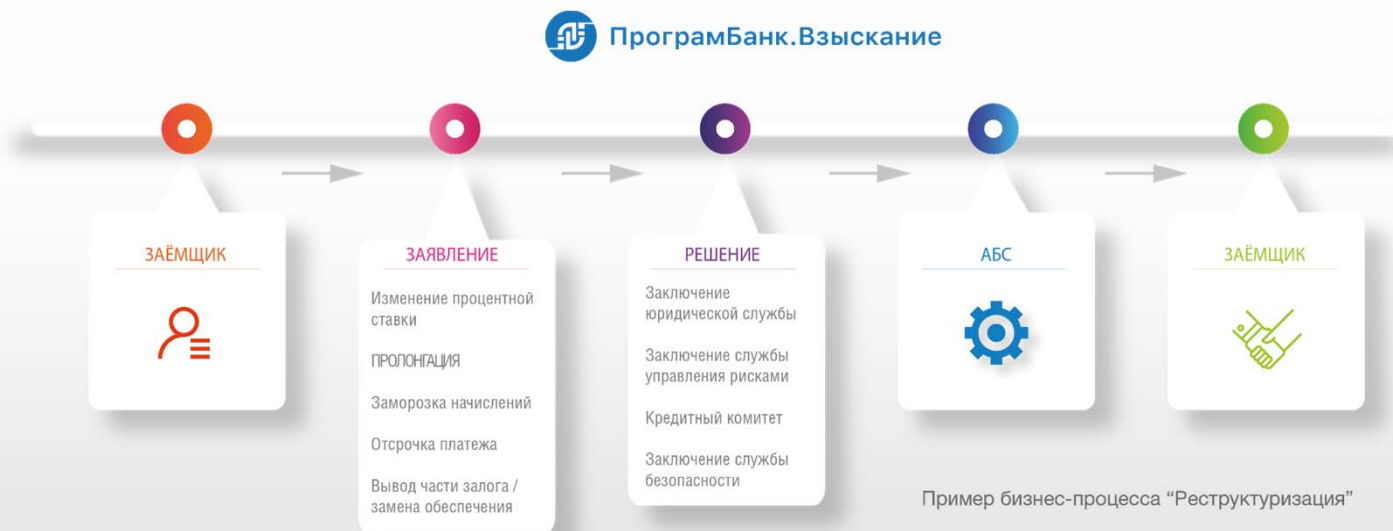 ПрограмБанк.Взыскание
ЗАЁМЩИК
ЗАЯВЛЕНИЕ
Изменение процентной
ставки
ПРОЛОНГАЦИЯ
Заморозка начислений
Отсрочка платежа
Вывод части залога /
замена обеспечения
РЕШЕНИЕ
Заключение
юридической службы
Заключение службы
управления рисками
Кредитный комитет
Заключение службы
безопасности
АБС
ЗАЁМЩИК
Пример бизнес-процесса “Реструктуризация”